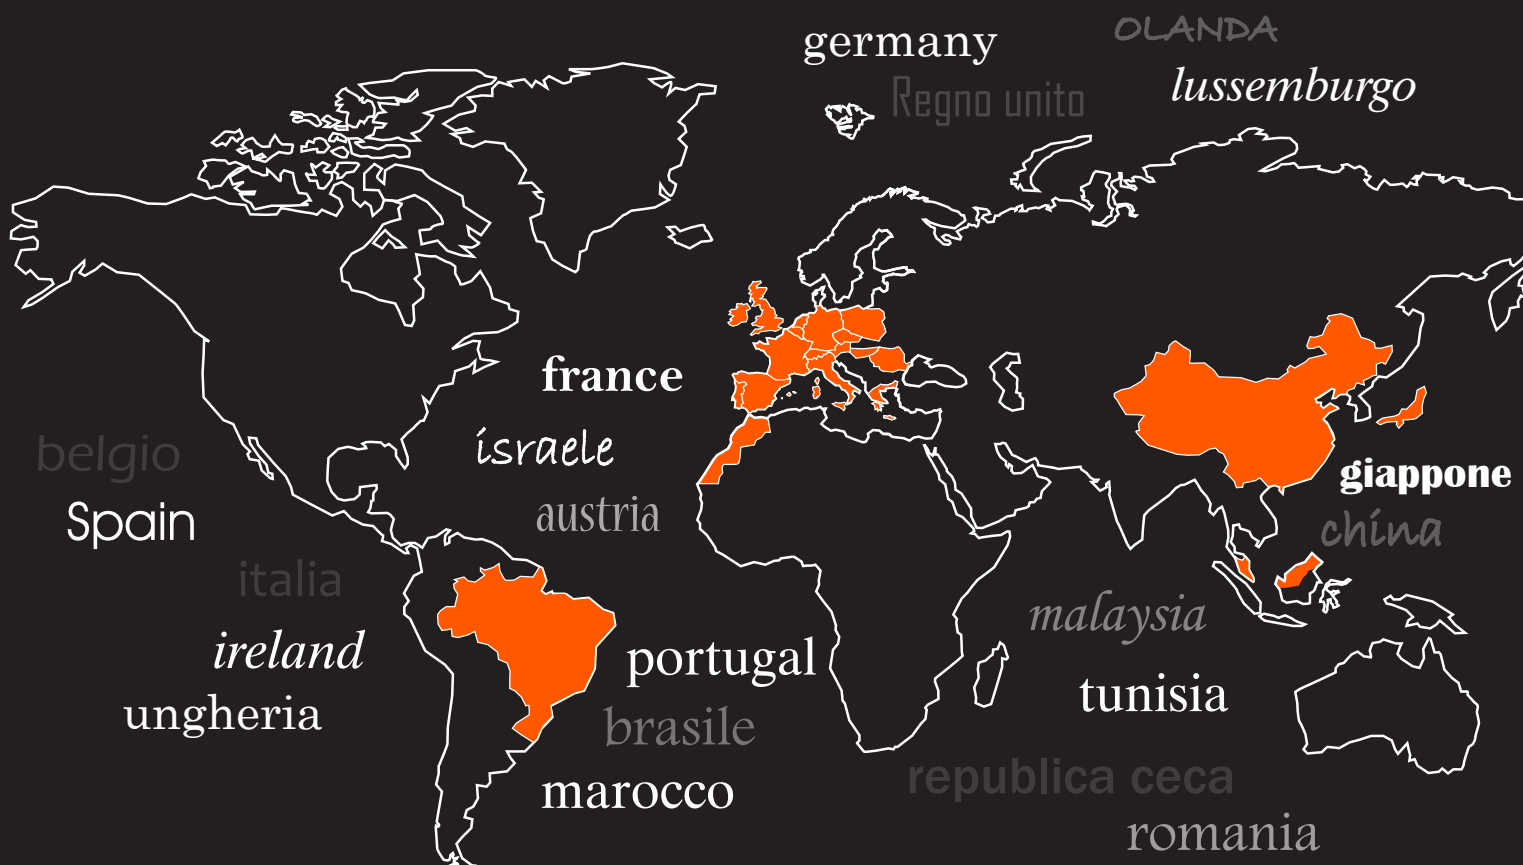 OLANDA
germany
lussemburgo
Regno unito
france
israele
belgio
giappone
Spain
austria
china
italia
malaysia
ireland
portugal
tunisia
ungheria
brasile
republica ceca
marocco
romania